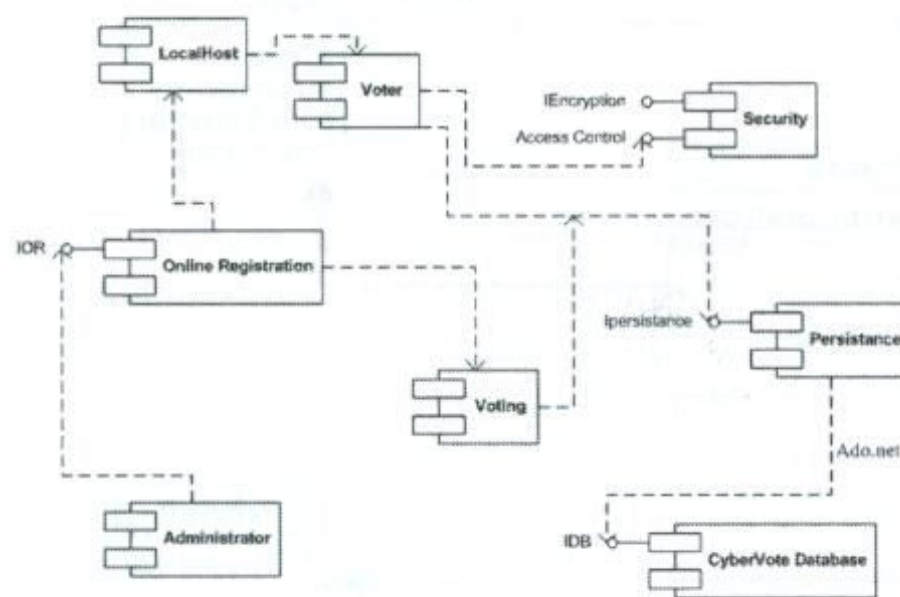 LocalHost
Voter
IEncryption
Security
Access Control
IOR
Online Registration
Ipersistance
Persistance
Voting
Ado.net
Administrator
IDB
CyberVote Database